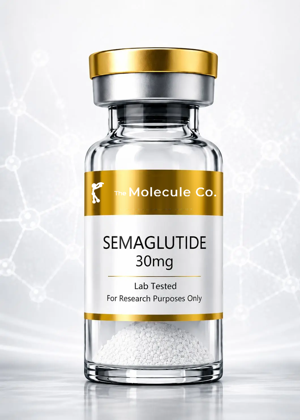 The Molecule Co.
SEMAGLUTIDE
30mg
Lab Tested
For Research Purposes Only